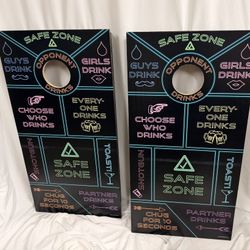 SAFE ZONE
GUYS
DRINK
OPPONENT
DRINKS
GIRLS
DRINK
CHOOSE
WHO
DRINKS
EVERY-
ONE
DRINKS
SAFE
ZONE
TOAST!
CHUG
FOR 10
SECONDS
PARTNER
DRINKS
SAFE ZONE
GUYS
DRINK
OPPONENT
DRINKS
GIRLS
DRINK
CHOOSE
WHO
DRINKS
EVERY-
ONE
DRINKS
SAFE
ZONE
TOAST!
CHUG
FOR 10
SECONDS
PARTNER
DRINKS